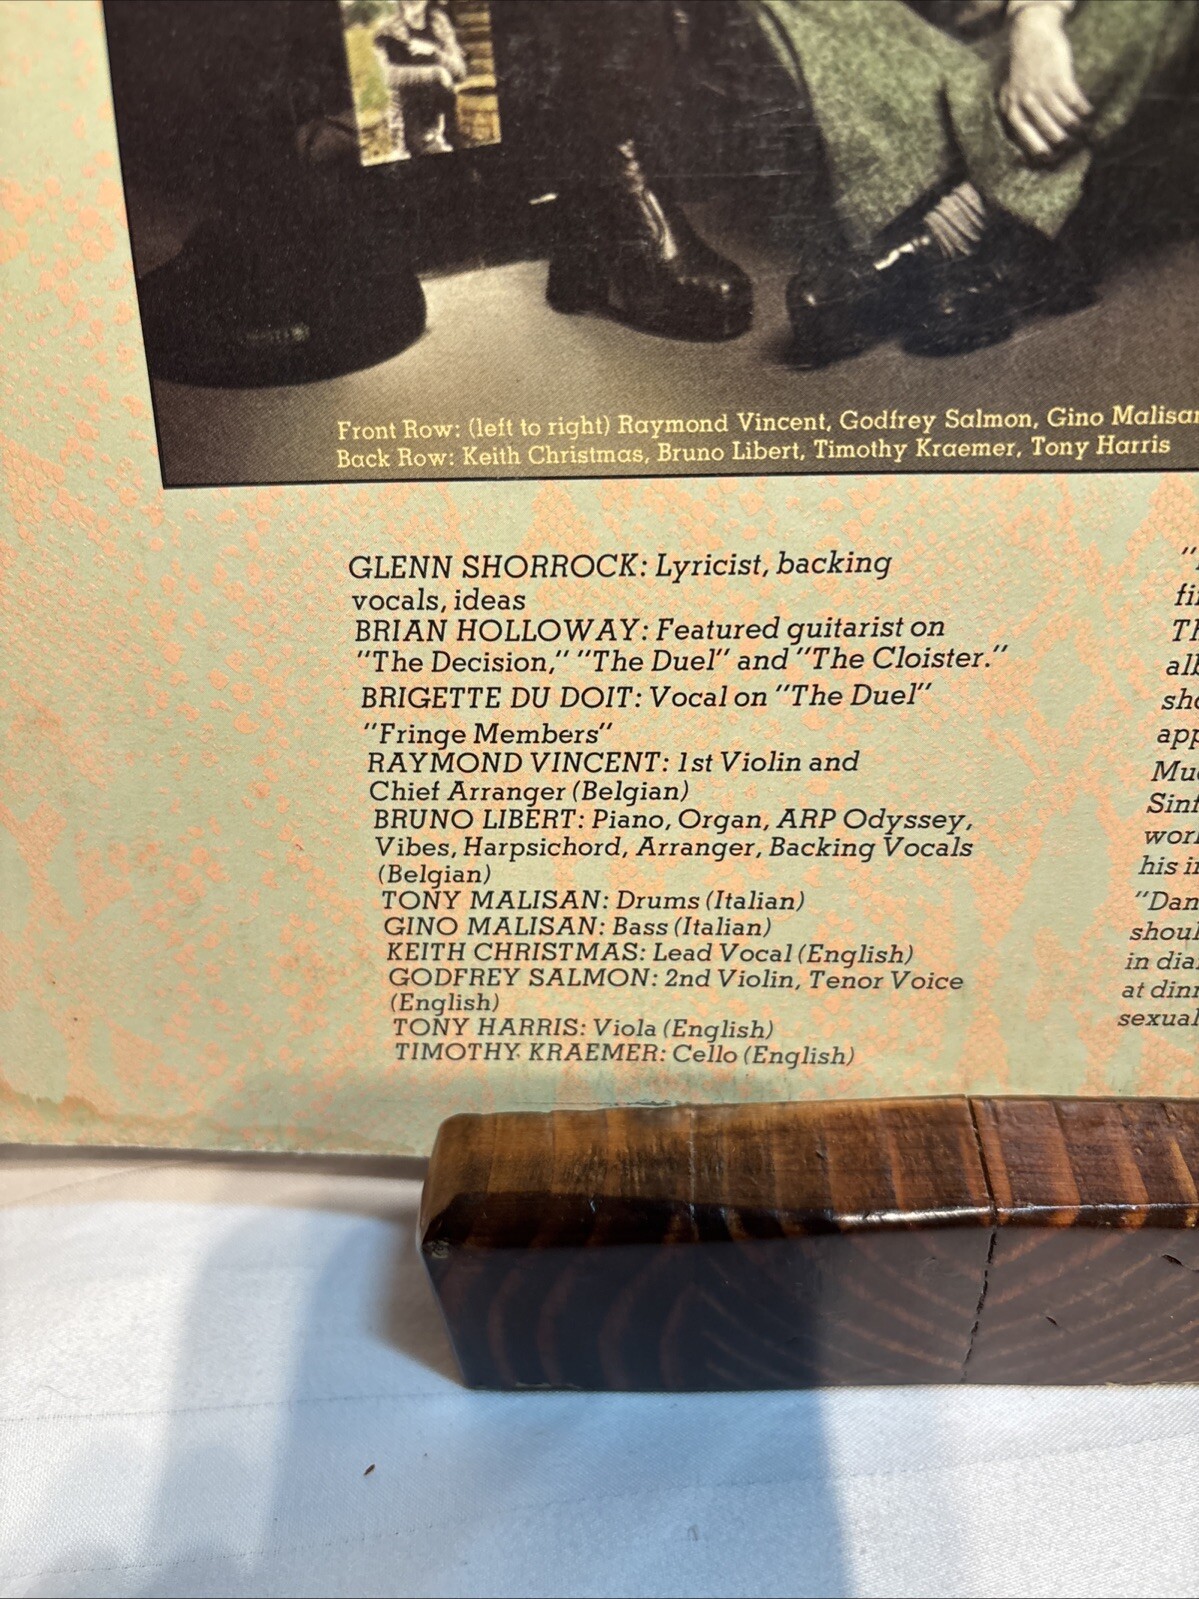 Front Row: (left to right) Raymond Vincent, Godfrey Salmon, Gino
Back Row: Keith Christmas, Bruno Libert, Timothy Kraemer, Tony Harris
GLENN SHORROCK: Lyricist, backing
vocals, ideas
BRIAN HOLLOWAY: Featured guitarist on
"The Decision," "The Duel" and "The Cloister."
BRIGETTE DU DOIT: Vocal on "The Duel"
"Fringe Members"
RAYMOND VINCENT: 1st Violin and
Chief Arranger (Belgian)
BRUNO LIBERT: Piano, Organ, ARP Odyssey,
Vibes, Harpsichord, Arranger, Backing Vocals
(Belgian)
TONY MALISAN: Drums (Italian)
GINO MALISAN: Bass (Italian)
KEITH CHRISTMAS: Lead Vocal (English)
GODFREY SALMON: 2nd Violin, Tenor Voice
(English)
TONY HARRIS: Viola (English)
TIMOTHY KRAEMER: Cello (English)
his
in
at